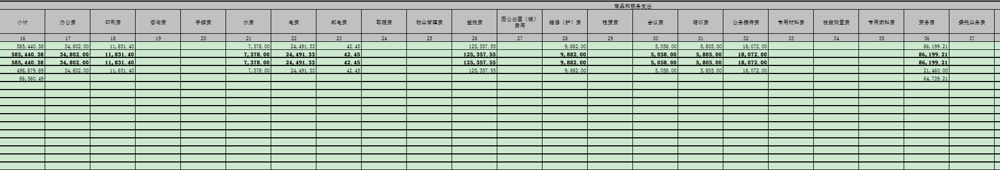 商品和服务支出
小计 办公费 印刷费 咨询费 手续费 水费 电费 邮电费 取暖费 物业管理费 差旅费 因公出国（境）费用 维修（护）费 租赁费 会议费 培训费 公务接待费 专用材料费 被装购置费 专用燃料费 劳务费 委托业务费
16 17 18 19 20 21 22 23 24 25 26 27 28 29 30 31 32 33 34 35 36 37
585,440.38 34,802.00 11,831.40 7,378.00 24,491.33 42.45 125,357.55 9,882.00 5,058.00 5,805.00 18,072.00 86,199.21
585,440.38 34,802.00 11,831.40 7,378.00 24,491.33 42.45 125,357.55 9,882.00 5,058.00 5,805.00 18,072.00 86,199.21
585,440.38 34,802.00 11,831.40 7,378.00 24,491.33 42.45 125,357.55 9,882.00 5,058.00 5,805.00 18,072.00 86,199.21
498,879.89 34,802.00 11,831.40 7,378.00 24,491.33 42.45 125,357.55 9,882.00 5,058.00 5,805.00 18,072.00 21,460.00
86,560.49 64,739.21